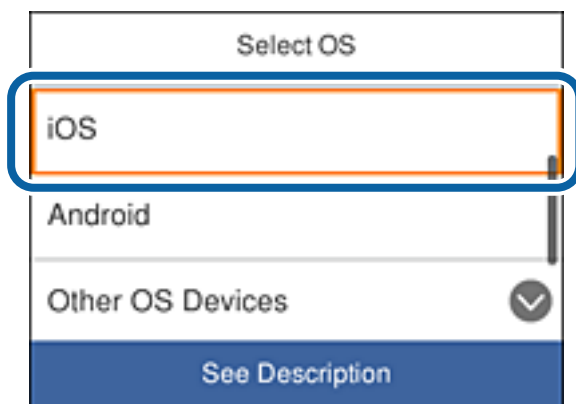 Select OS
iOS
Android
Other OS Devices
See Description